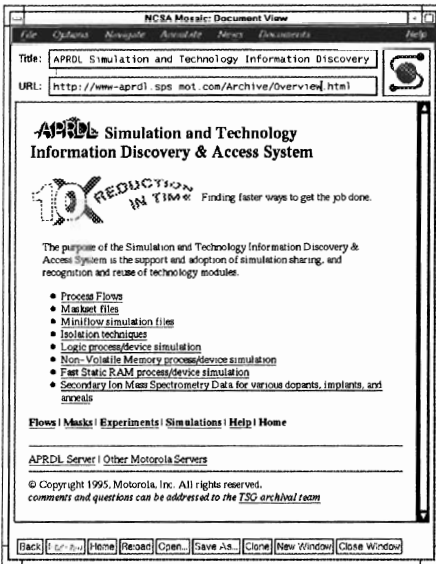 NCSA Mosaic: Document View
File Options Navigate Annotate News Documents Help
Title: APRDL Simulation and Technology Information Discovery
URL: http://www-aprdl.sps mot.com/Archive/Overview.html
APRDL Simulation and Technology
Information Discovery & Access System
10X REDUCTION
IN TIME Finding faster ways to get the job done.
The purpose of the Simulation and Technology Information Discovery &
Access System is the support and adoption of simulation sharing, and
recognition and reuse of technology modules.
• Process Flows
• Maskset files
• Miniflow simulation files
• Isolation techniques
• Logic process/device simulation
• Non-Volatile Memory process/device simulation
• Fast Static RAM process/device simulation
• Secondary Ion Mass Spectrometry Data for various dopants, implants, and
anneals
Flows | Masks | Experiments | Simulations | Help | Home
APRDL Server | Other Motorola Servers
© Copyright 1995, Motorola, Inc. All rights reserved.
comments and questions can be addressed to the TSG archival team
Back Home Reload Open... Save As... Clone New Window Close Window